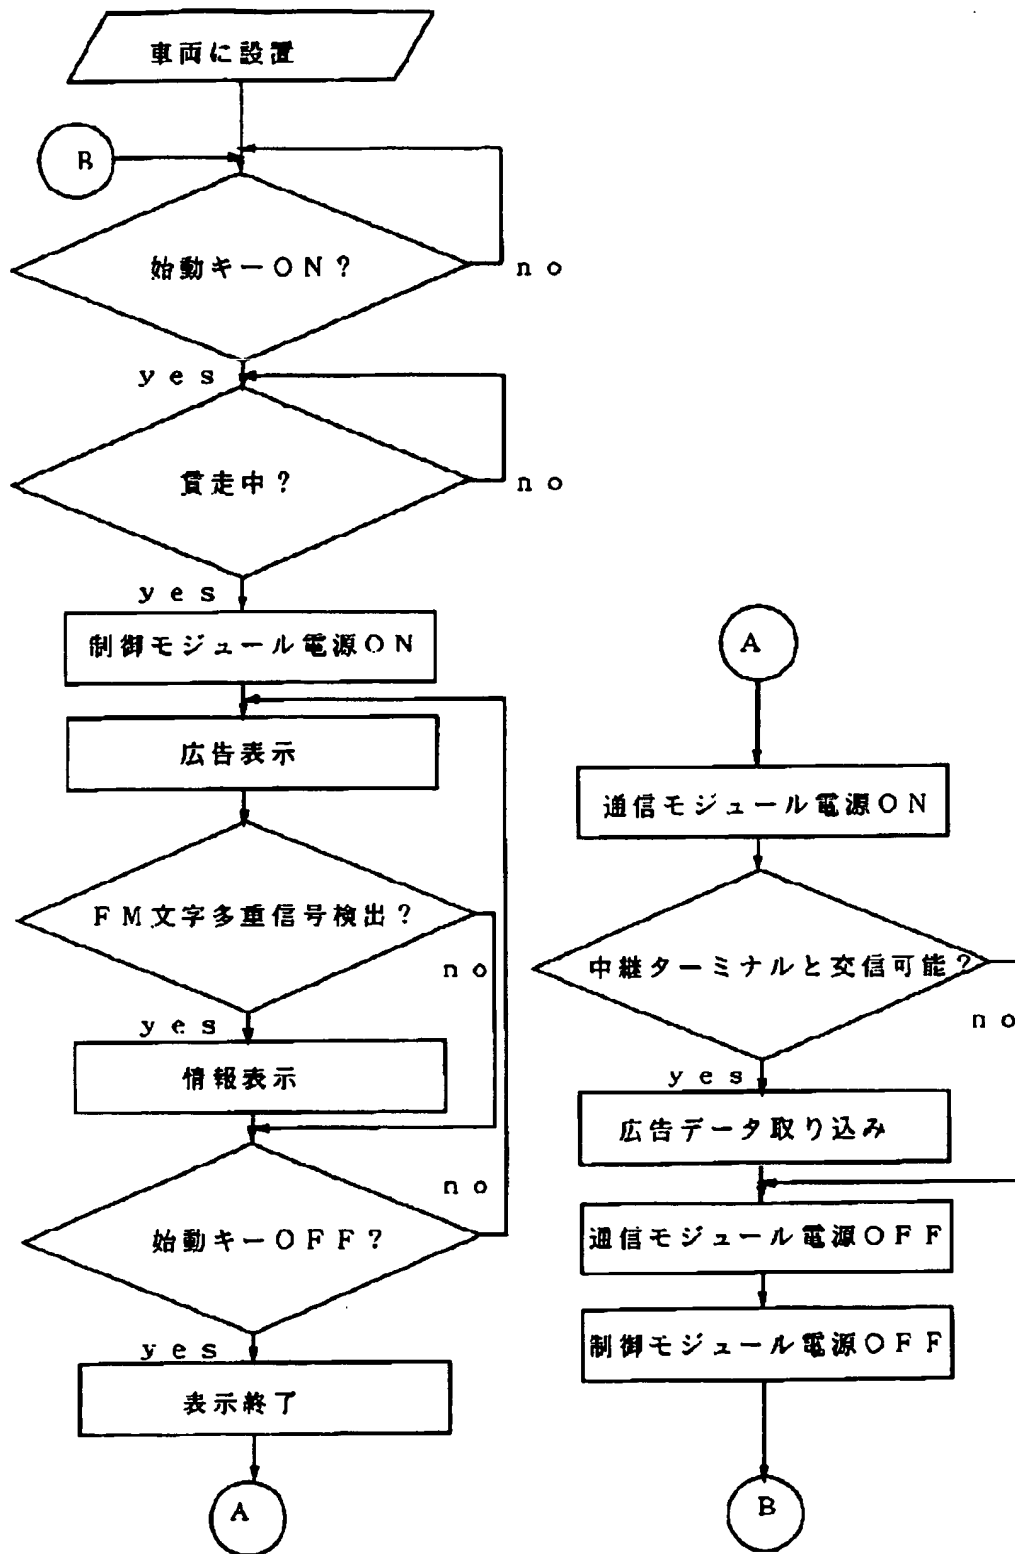 車両に設置
B
始動キーON?
no
yes
賃走中?
no
yes
制御モジュール電源ON
広告表示
FM文字多重信号検出?
no
yes
情報表示
no
始動キーOFF?
yes
表示終了
A
A
通信モジュール電源ON
中継ターミナルと交信可能?
no
yes
広告データ取り込み
通信モジュール電源OFF
制御モジュール電源OFF
B